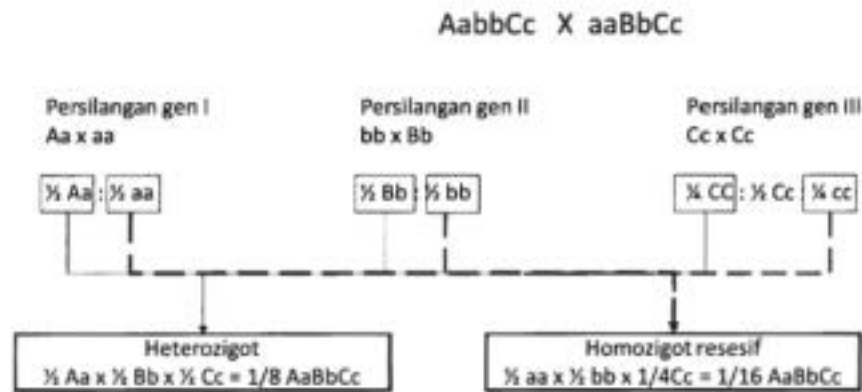 AabbCc X aaBbCc
Persilangan gen I
Aa x aa
Persilangan gen II
bb x Bb
Persilangan gen III
Cc x Cc
½ Aa : ½ aa
½ Bb : ½ bb
¼ CC : ½ Cc : ¼ cc
Heterozigot
½ Aa x ½ Bb x ½ Cc = 1/8 AaBbCc
Homozigot resesif
½ aa x ½ bb x 1/4Cc = 1/16 AaBbCc